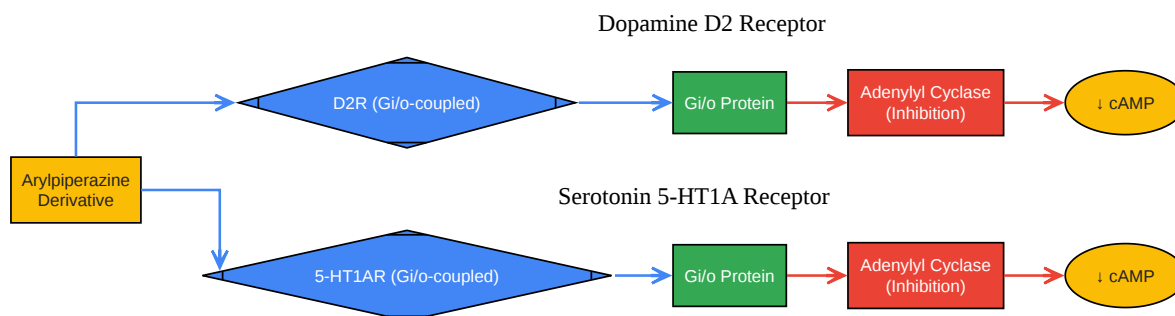 Dopamine D2 Receptor
D2R (Gi/o-coupled)
Gi/o Protein
Adenylyl Cyclase
(Inhibition)
↓ cAMP
Arylpiperazine
Derivative
Serotonin 5-HT1A Receptor
5-HT1AR (Gi/o-coupled)
Gi/o Protein
Adenylyl Cyclase
(Inhibition)
↓ cAMP